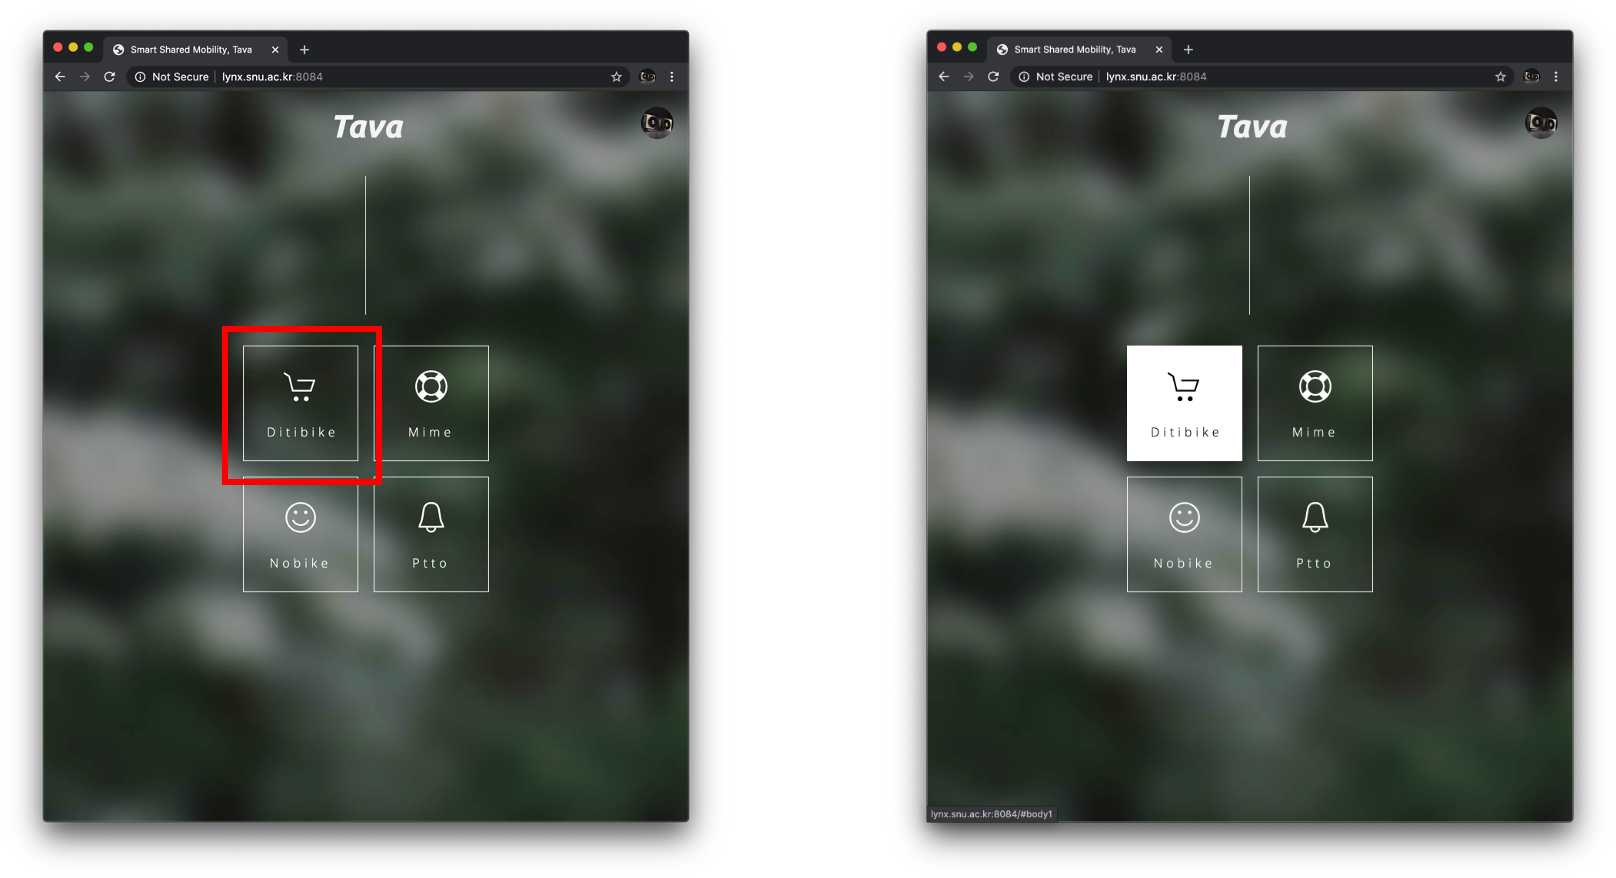 Smart Shared Mobility, Tava
Not Secure | lynx.snu.ac.kr:8084
Tava
Ditibike
Mime
Nobike
Ptto
Smart Shared Mobility, Tava
Not Secure | lynx.snu.ac.kr:8084
Tava
Ditibike
Mime
Nobike
Ptto
lynx.snu.ac.kr:8084/#body1